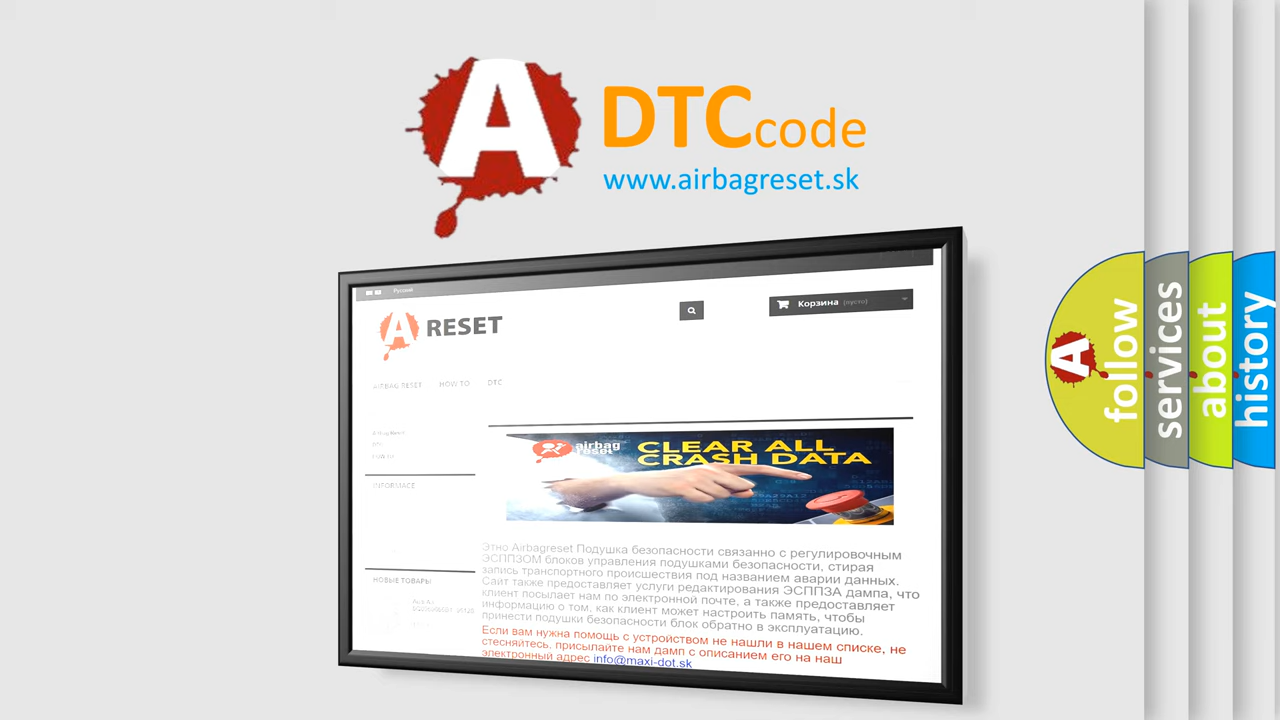 A
DTCcode
www.airbagreset.sk
Русский
A RESET
Корзина (пусто)
AIRBAG RESET HOW TO DTC
INFORMACE
НОВЫЕ ТОВАРЫ
airbag
reset
CLEAR ALL
CRASH DATA
Этно Airbagreset Подушка безопасности связанно с регулировочным
ЭСППЗОМ блоков управления подушками безопасности, стирая
запись транспортного происшествия под названием аварии данных.
Сайт также предоставляет услуги редактирования ЭСППЗА дампа, что
клиент посылает нам по электронной почте, а также предоставляет
информацию о том, как клиент может настроить память, чтобы
принести подушки безопасности блок обратно в эксплуатацию.
Если вам нужна помощь с устройством не нашли в нашем списке, не
стесняйтесь, присылайте нам дамп с описанием его на наш
электронный адрес info@maxi-dot.sk
A
follow
services
about
history